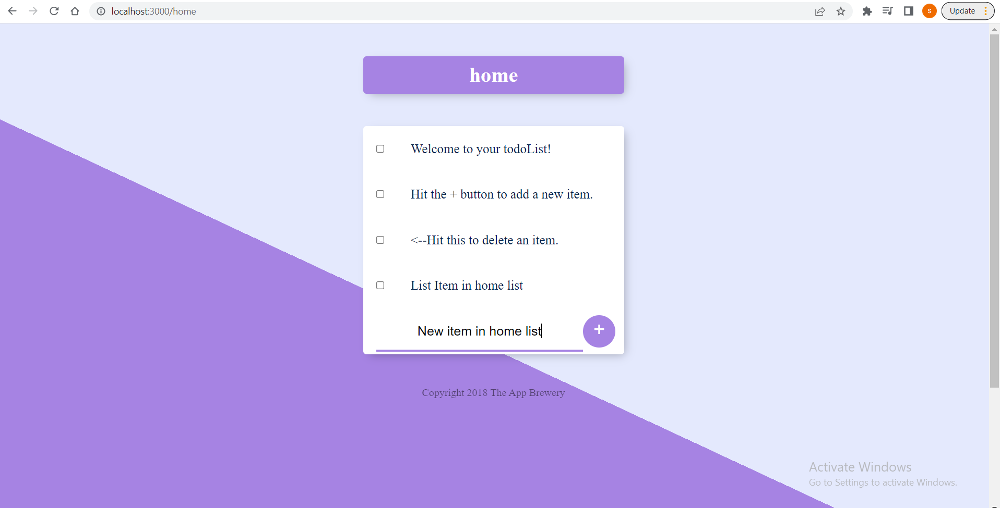 localhost:3000/home
S
Update
home
Welcome to your todoList!
Hit the + button to add a new item.
<--Hit this to delete an item.
List Item in home list
New item in home list
+
Copyright 2018 The App Brewery
Activate Windows
Go to Settings to activate Windows.